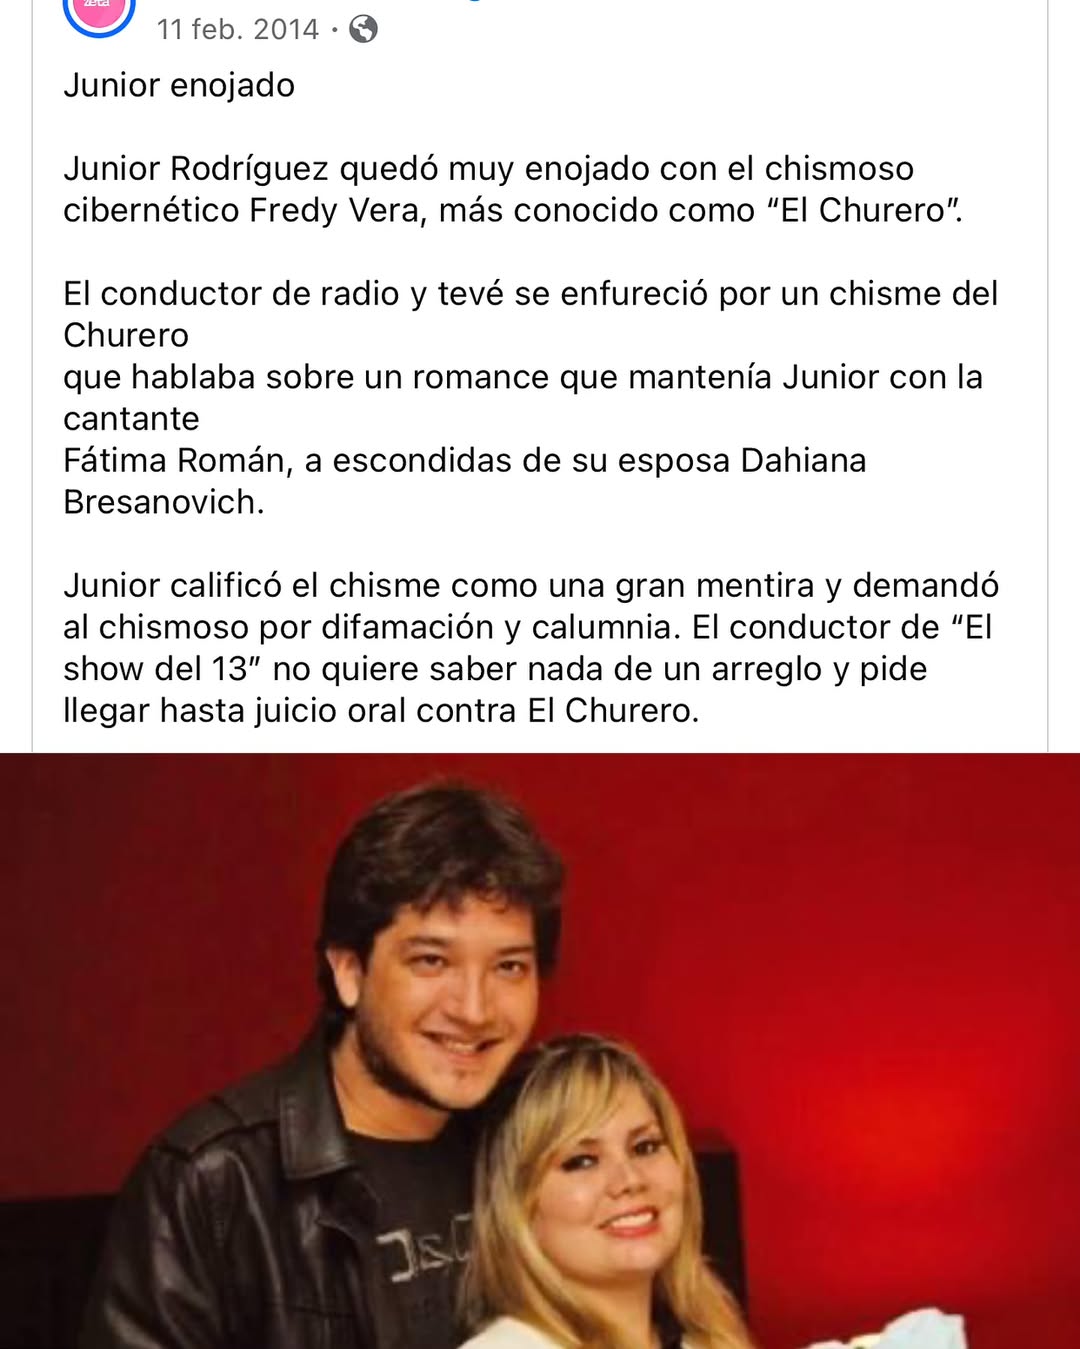 zeta
11 feb. 2014 ·
Junior enojado
Junior Rodríguez quedó muy enojado con el chismoso
cibernético Fredy Vera, más conocido como “El Churero”.
El conductor de radio y tevé se enfureció por un chisme del
Churero
que hablaba sobre un romance que mantenía Junior con la
cantante
Fátima Román, a escondidas de su esposa Dahiana
Bresanovich.
Junior calificó el chisme como una gran mentira y demandó
al chismoso por difamación y calumnia. El conductor de “El
show del 13” no quiere saber nada de un arreglo y pide
llegar hasta juicio oral contra El Churero.